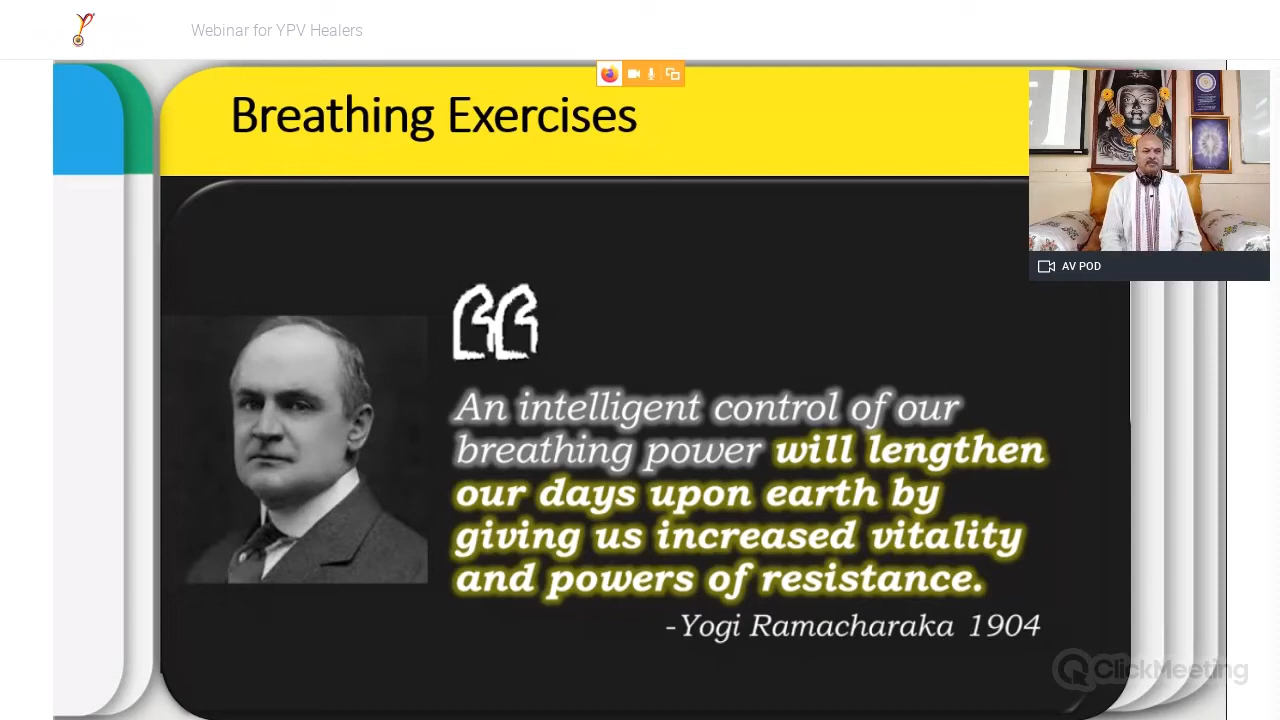 Webinar for YPV Healers
Breathing Exercises
AV POD
An intelligent control of our
breathing power will lengthen
our days upon earth by
giving us increased vitality
and powers of resistance.
-Yogi Ramacharaka 1904
ClickMeeting